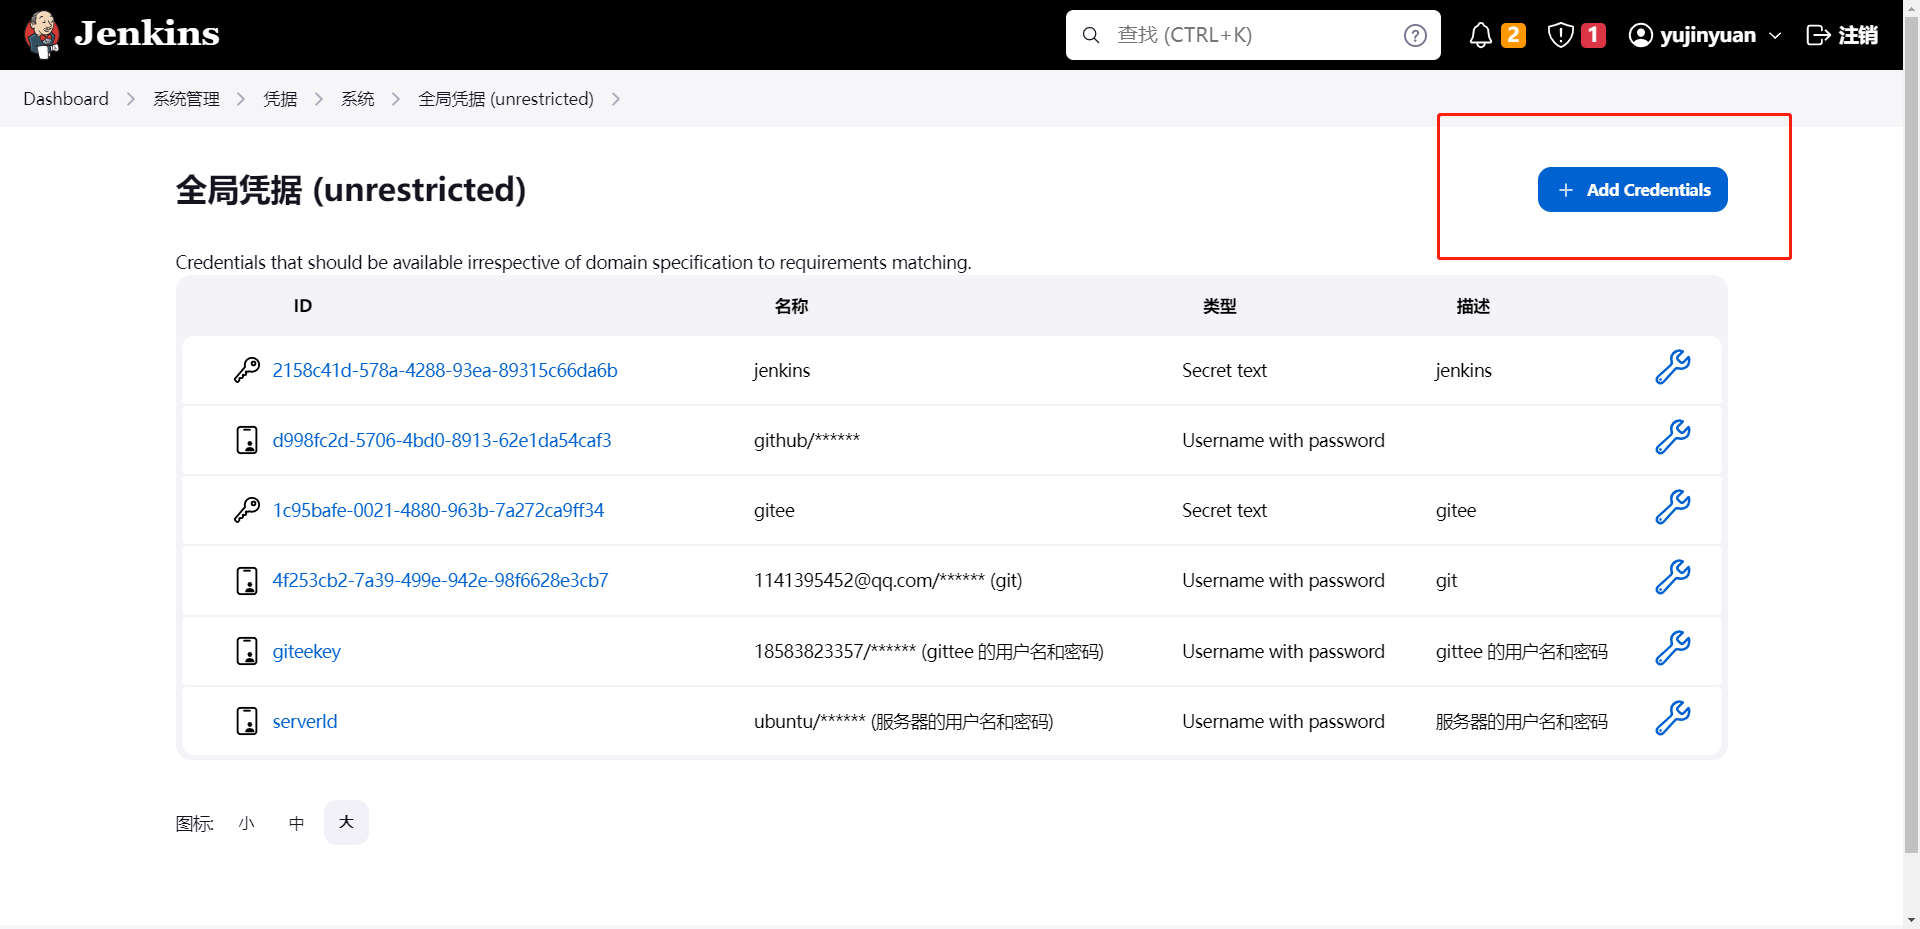 Jenkins
查找 (CTRL+K)
2
1
yujinyuan
注销
Dashboard 系统管理 凭据 系统 全局凭据 (unrestricted)
全局凭据 (unrestricted)
+ Add Credentials
Credentials that should be available irrespective of domain specification to requirements matching.
ID 名称 类型 描述
2158c41d-578a-4288-93ea-89315c66da6b jenkins Secret text jenkins
d998fc2d-5706-4bd0-8913-62e1da54caf3 github/****** Username with password
1c95bafe-0021-4880-963b-7a272ca9ff34 gitee Secret text gitee
4f253cb2-7a39-499e-942e-98f6628e3cb7 1141395452@qq.com/****** (git) Username with password git
giteekey 18583823357/****** (gittee 的用户名和密码) Username with password gittee 的用户名和密码
serverId ubuntu/****** (服务器的用户名和密码) Username with password 服务器的用户名和密码
图标: 小 中 大